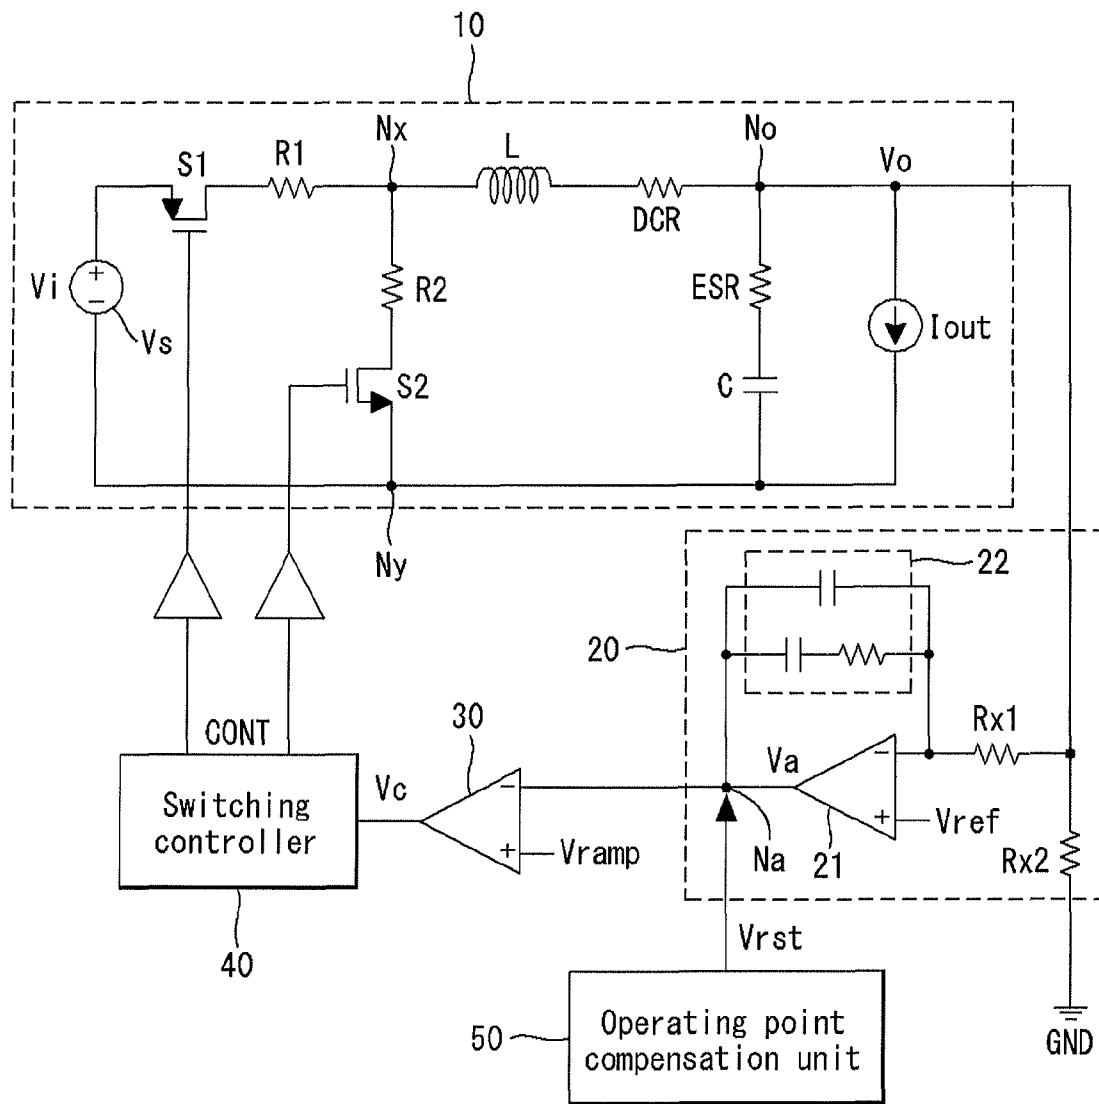 10
Nx
L
No
Vo
S1
R1
DCR
Vi
Vs
R2
ESR
Iout
S2
C
Ny
22
20
CONT
30
Rx1
Vc
Va
Switching
controller
Vref
Vramp
Na
21
Rx2
40
Vrst
50
Operating point
compensation unit
GND
+
−
−
+
−
+